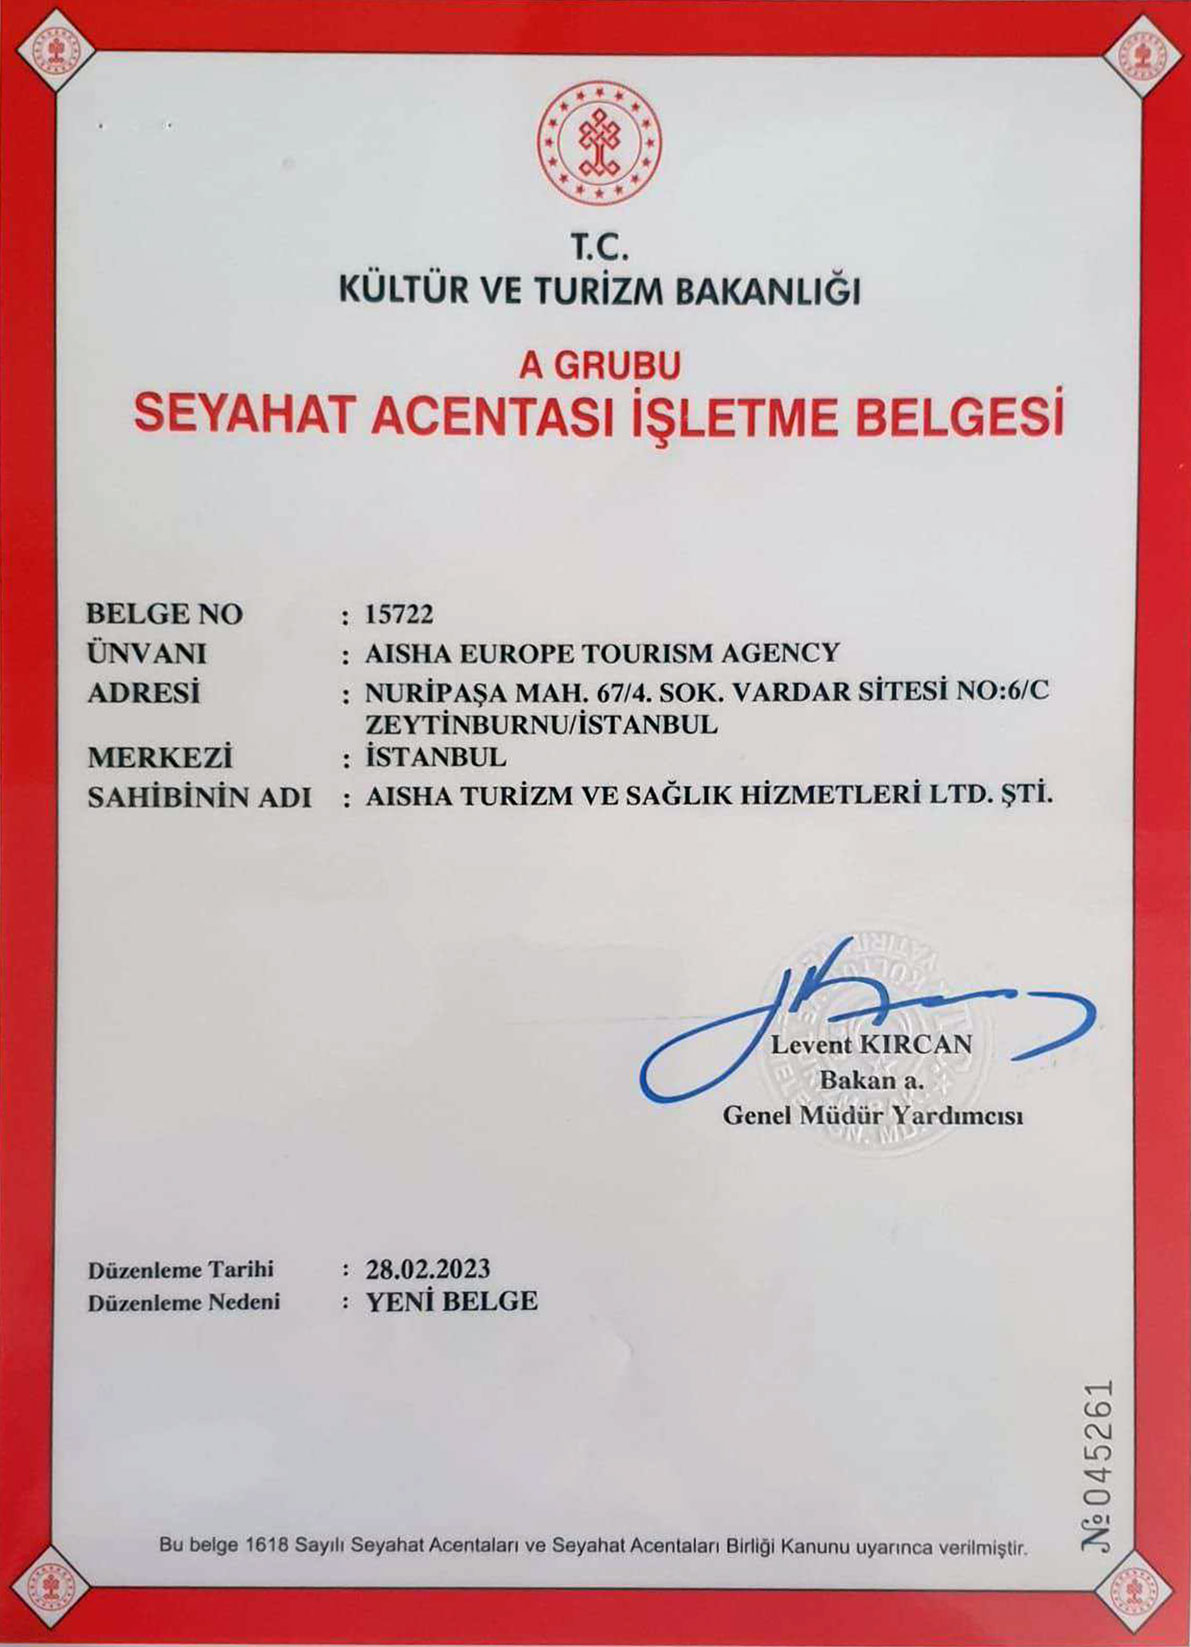 T.C.
KÜLTÜR VE TURİZM BAKANLIĞI
A GRUBU
SEYAHAT ACENTASI İŞLETME BELGESİ
BELGE NO : 15722
ÜNVANI : AISHA EUROPE TOURISM AGENCY
ADRESİ : NURİPAŞA MAH. 67/4. SOK. VARDAR SİTESİ NO:6/C
ZEYTİNBURNU/İSTANBUL
MERKEZİ : İSTANBUL
SAHİBİNİN ADI : AISHA TURİZM VE SAĞLIK HİZMETLERİ LTD. ŞTİ.
Levent KIRCAN
Bakan a.
Genel Müdür Yardımcısı
Düzenleme Tarihi : 28.02.2023
Düzenleme Nedeni : YENİ BELGE
№045261
Bu belge 1618 Sayılı Seyahat Acentaları ve Seyahat Acentaları Birliği Kanunu uyarınca verilmiştir.